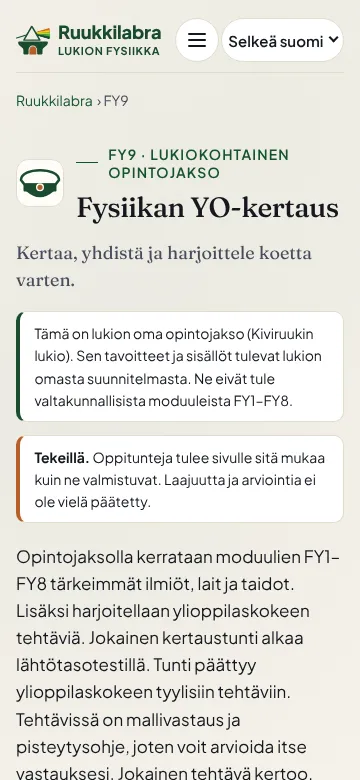 Ruukkilabra
LUKION FYSIIKKA
Selkeä suomi
Ruukkilabra › FY9
FY9 · LUKIOKOHTAINEN
OPINTOJAKSO
Fysiikan YO-kertaus
Kertaa, yhdistä ja harjoittele koetta
varten.
Tämä on lukion oma opintojakso (Kiviruukin
lukio). Sen tavoitteet ja sisällöt tulevat lukion
omasta suunnitelmasta. Ne eivät tule
valtakunnallisista moduuleista FY1–FY8.
Tekeillä. Oppitunteja tulee sivulle sitä mukaa
kuin ne valmistuvat. Laajuutta ja arviointia ei
ole vielä päätetty.
Opintojaksolla kerrataan moduulien FY1–
FY8 tärkeimmät ilmiöt, lait ja taidot.
Lisäksi harjoitellaan ylioppilaskokeen
tehtäviä. Jokainen kertaustunti alkaa
lähtötasotestillä. Tunti päättyy
ylioppilaskokeen tyylisiin tehtäviin.
Tehtävissä on mallivastaus ja
pisteytysohje, joten voit arvioida itse
vastauksesi. Jokainen tehtävä kertoo,